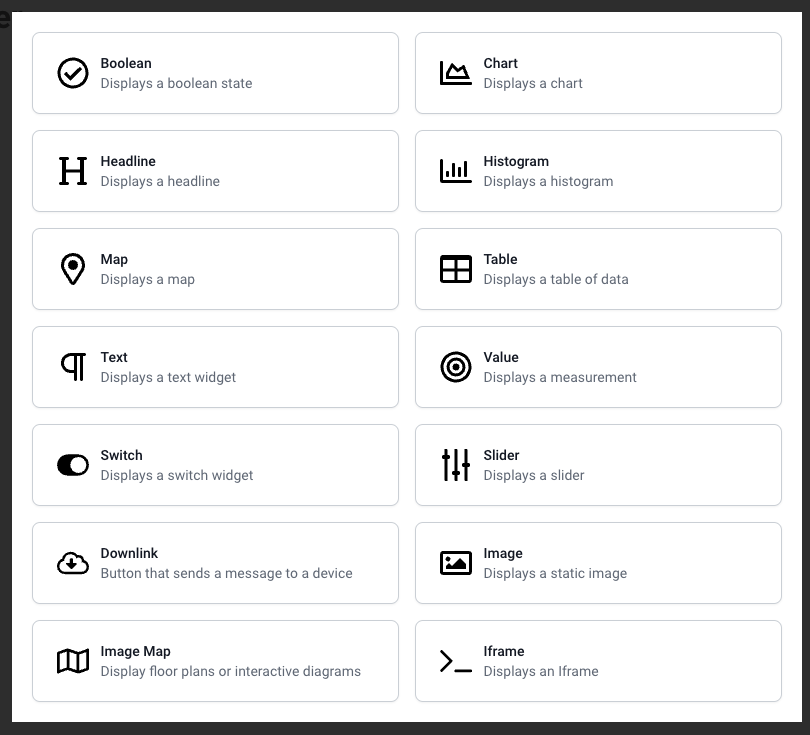 Boolean
Displays a boolean state
Chart
Displays a chart
Headline
Displays a headline
Histogram
Displays a histogram
Map
Displays a map
Table
Displays a table of data
Text
Displays a text widget
Value
Displays a measurement
Switch
Displays a switch widget
Slider
Displays a slider
Downlink
Button that sends a message to a device
Image
Displays a static image
Image Map
Display floor plans or interactive diagrams
Iframe
Displays an Iframe